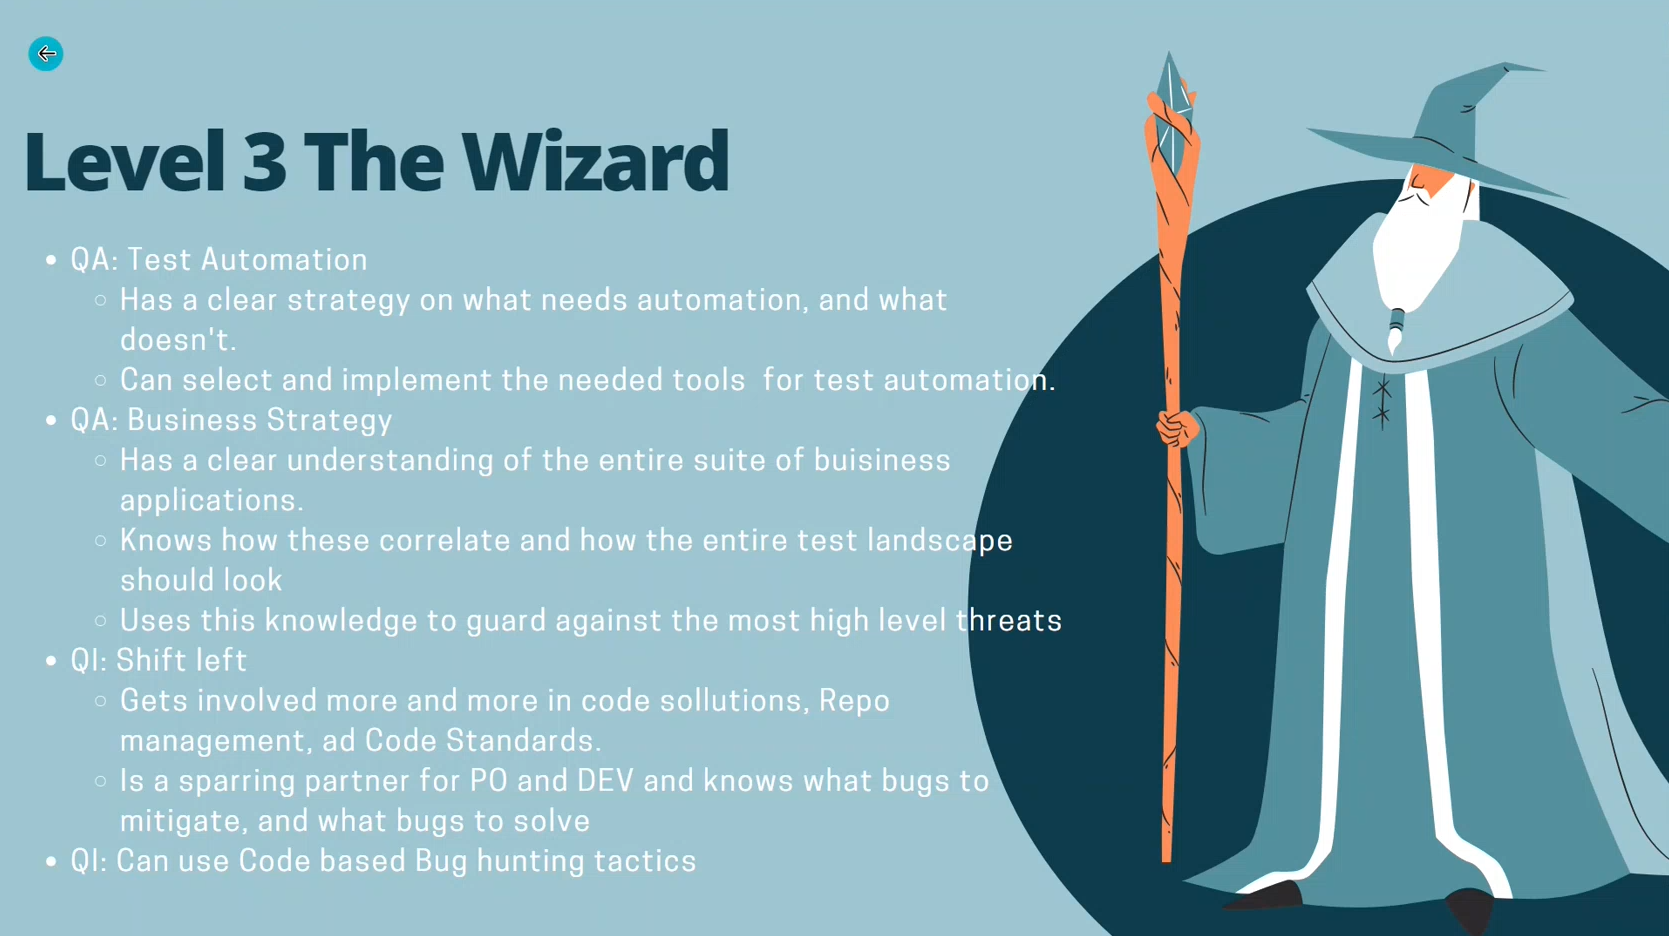 Level 3 The Wizard
QA: Test Automation
Has a clear strategy on what needs automation, and what
doesn't.
Can select and implement the needed tools  for test automation.
QA: Business Strategy
Has a clear understanding of the entire suite of buisiness
applications.
Knows how these correlate and how the entire test landscape
should look
Uses this knowledge to guard against the most high level threats
QI: Shift left
Gets involved more and more in code sollutions, Repo
management, ad Code Standards.
Is a sparring partner for PO and DEV and knows what bugs to
mitigate, and what bugs to solve
QI: Can use Code based Bug hunting tactics